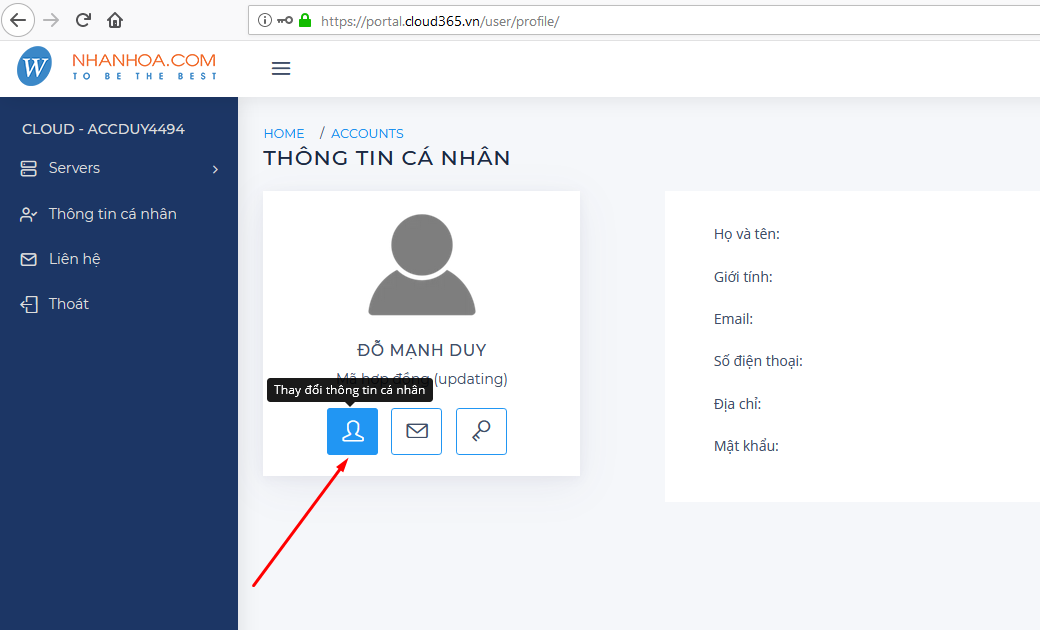 https://portal.cloud365.vn/user/profile/
W
NHANHOA.COM
TO BE THE BEST
CLOUD - ACCDUY4494
Servers
Thông tin cá nhân
Liên hệ
Thoát
HOME / ACCOUNTS
THÔNG TIN CÁ NHÂN
ĐỖ MẠNH DUY
Mã hợp đồng (updating)
Thay đổi thông tin cá nhân
Họ và tên:
Giới tính:
Email:
Số điện thoại:
Địa chỉ:
Mật khẩu: